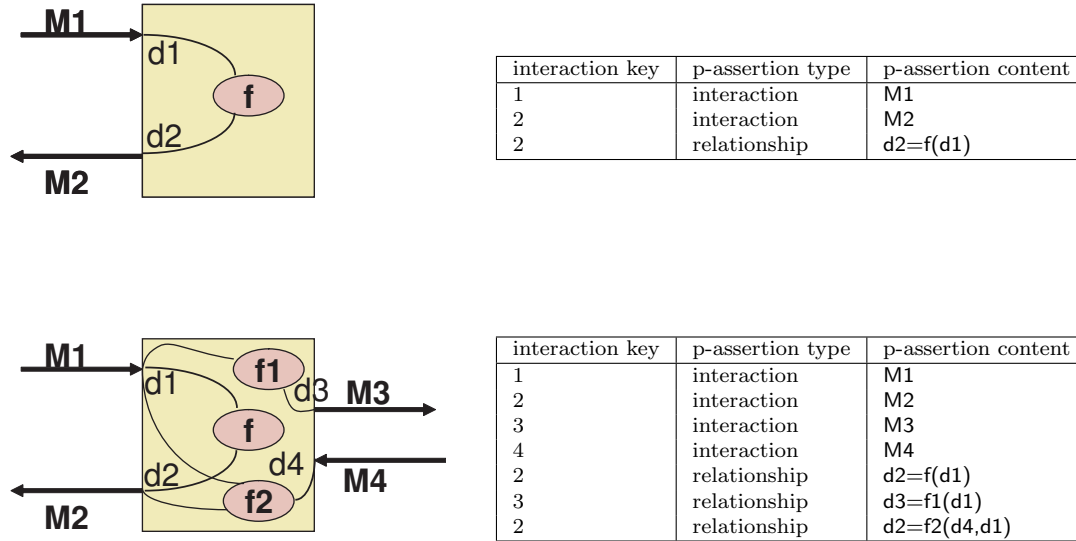 M1
d1
f
d2
M2
interaction key p-assertion type p-assertion content
1 interaction M1
2 interaction M2
2 relationship d2=f(d1)
M1
f1
d1
d3
M3
f
d2
d4
M4
f2
M2
interaction key p-assertion type p-assertion content
1 interaction M1
2 interaction M2
3 interaction M3
4 interaction M4
2 relationship d2=f(d1)
3 relationship d3=f1(d1)
2 relationship d2=f2(d4,d1)